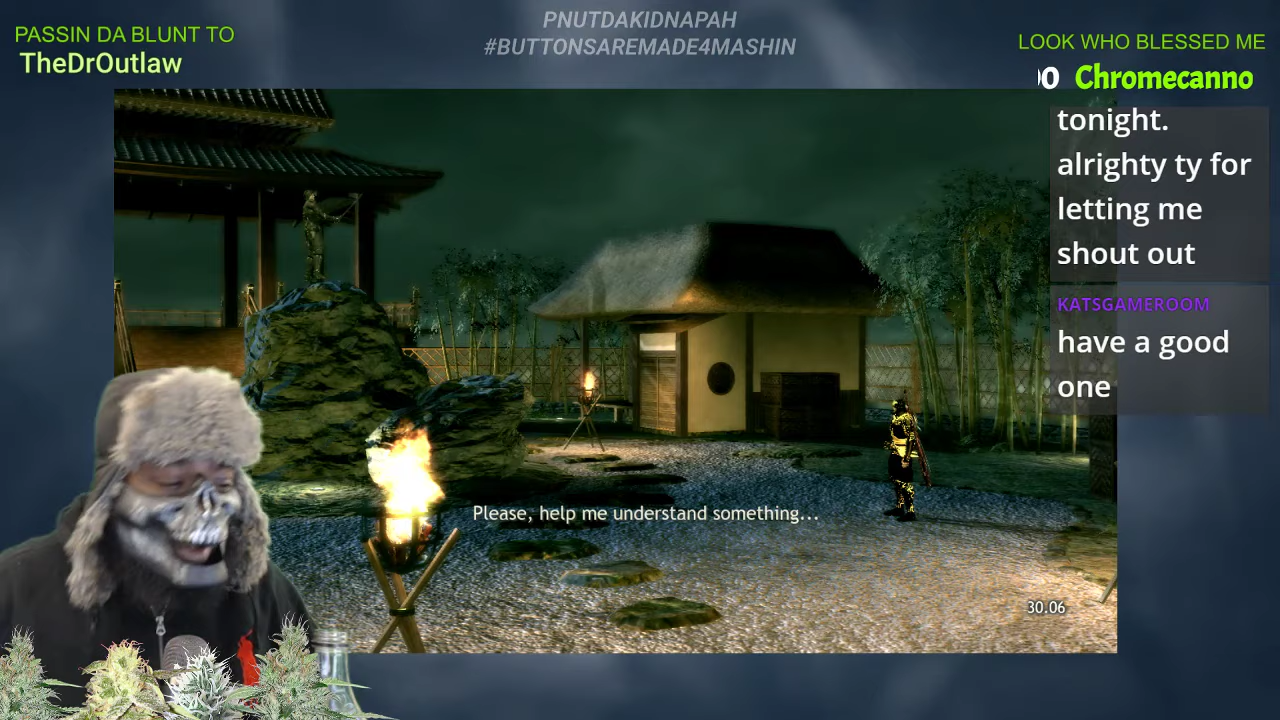 PASSIN DA BLUNT TO
TheDrOutlaw
PNUTDAKIDNAPAH
#BUTTONSAREMADE4MASHIN
LOOK WHO BLESSED ME
Chromecanno
tonight.
alrighty ty for
letting me
shout out
KATSGAMEROOM
have a good
one
Please, help me understand something...
30.06